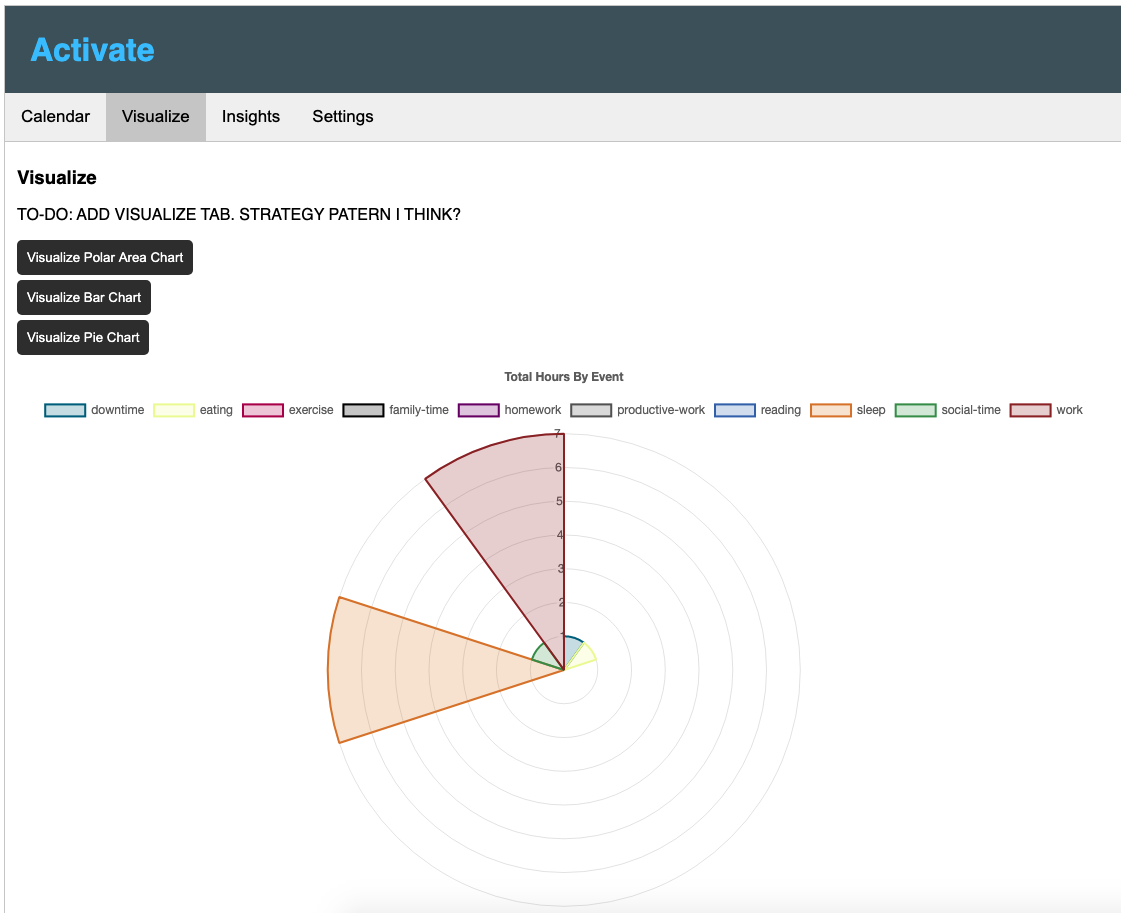 Activate
Calendar Visualize Insights Settings
Visualize
TO-DO: ADD VISUALIZE TAB. STRATEGY PATERN I THINK?
Visualize Polar Area Chart
Visualize Bar Chart
Visualize Pie Chart
Total Hours By Event
downtime eating exercise family-time homework productive-work reading sleep social-time work
7
6
5
4
3
2
1